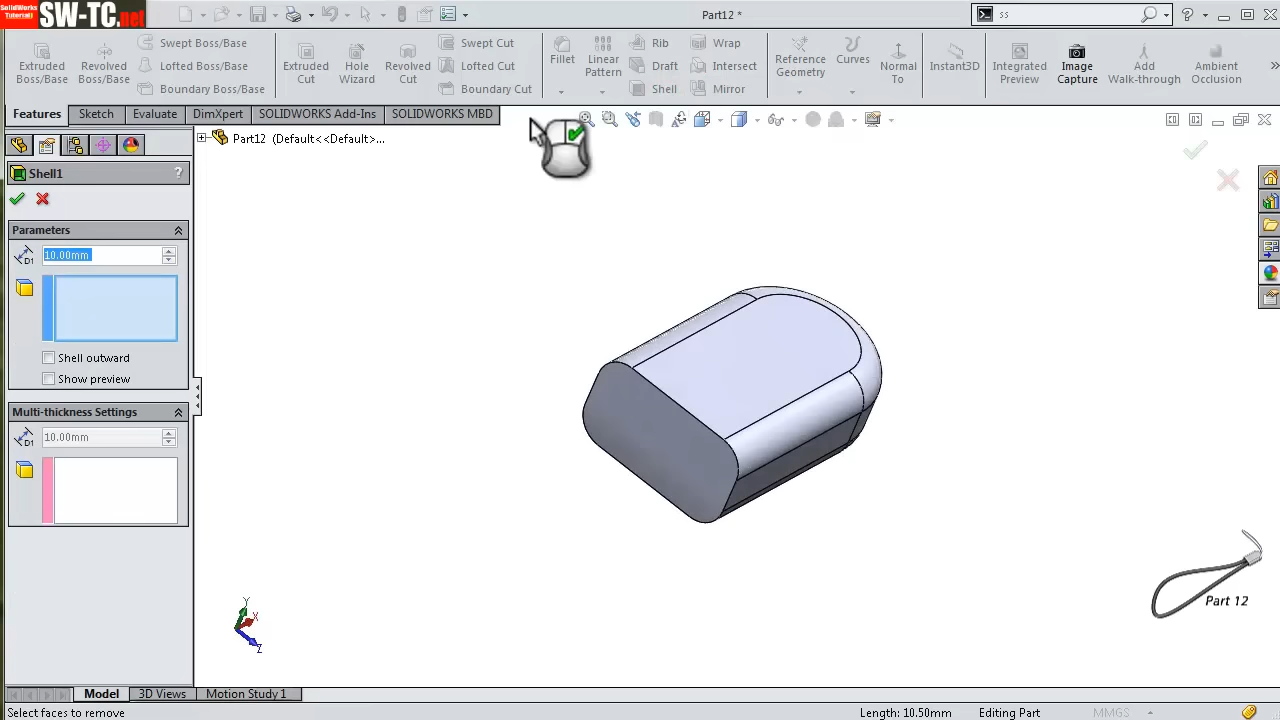 SolidWorks
Tutorial
SW-TC.net
Part12 *
ss
?
Extruded
Boss/Base
Revolved
Boss/Base
Swept Boss/Base
Lofted Boss/Base
Boundary Boss/Base
Extruded
Cut
Hole
Wizard
Revolved
Cut
Swept Cut
Lofted Cut
Boundary Cut
Fillet
Linear
Pattern
Rib
Draft
Shell
Wrap
Intersect
Mirror
Reference
Geometry
Curves
Normal
To
Instant3D
Integrated
Preview
Image
Capture
Add
Walk-through
Ambient
Occlusion
Features
Sketch
Evaluate
DimXpert
SOLIDWORKS Add-Ins
SOLIDWORKS MBD
Part12 (Default<<Default>...
Shell1
?
Parameters
D1
10.00mm
Shell outward
Show preview
Multi-thickness Settings
D1
10.00mm
Y
X
Z
Part 12
Model
3D Views
Motion Study 1
Select faces to remove
Length: 10.50mm
Editing Part
MMGS